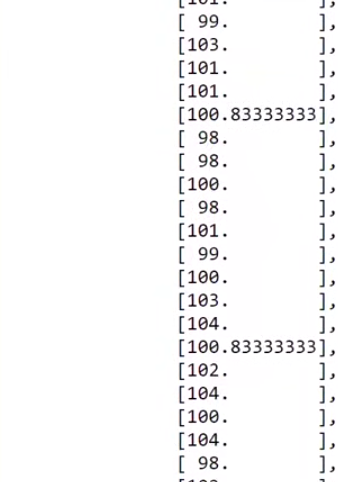 [101.         ],
[ 99.         ],
[103.         ],
[101.         ],
[101.         ],
[100.83333333],
[ 98.         ],
[ 98.         ],
[100.         ],
[ 98.         ],
[101.         ],
[ 99.         ],
[100.         ],
[103.         ],
[104.         ],
[100.83333333],
[102.         ],
[104.         ],
[100.         ],
[104.         ],
[ 98.         ],